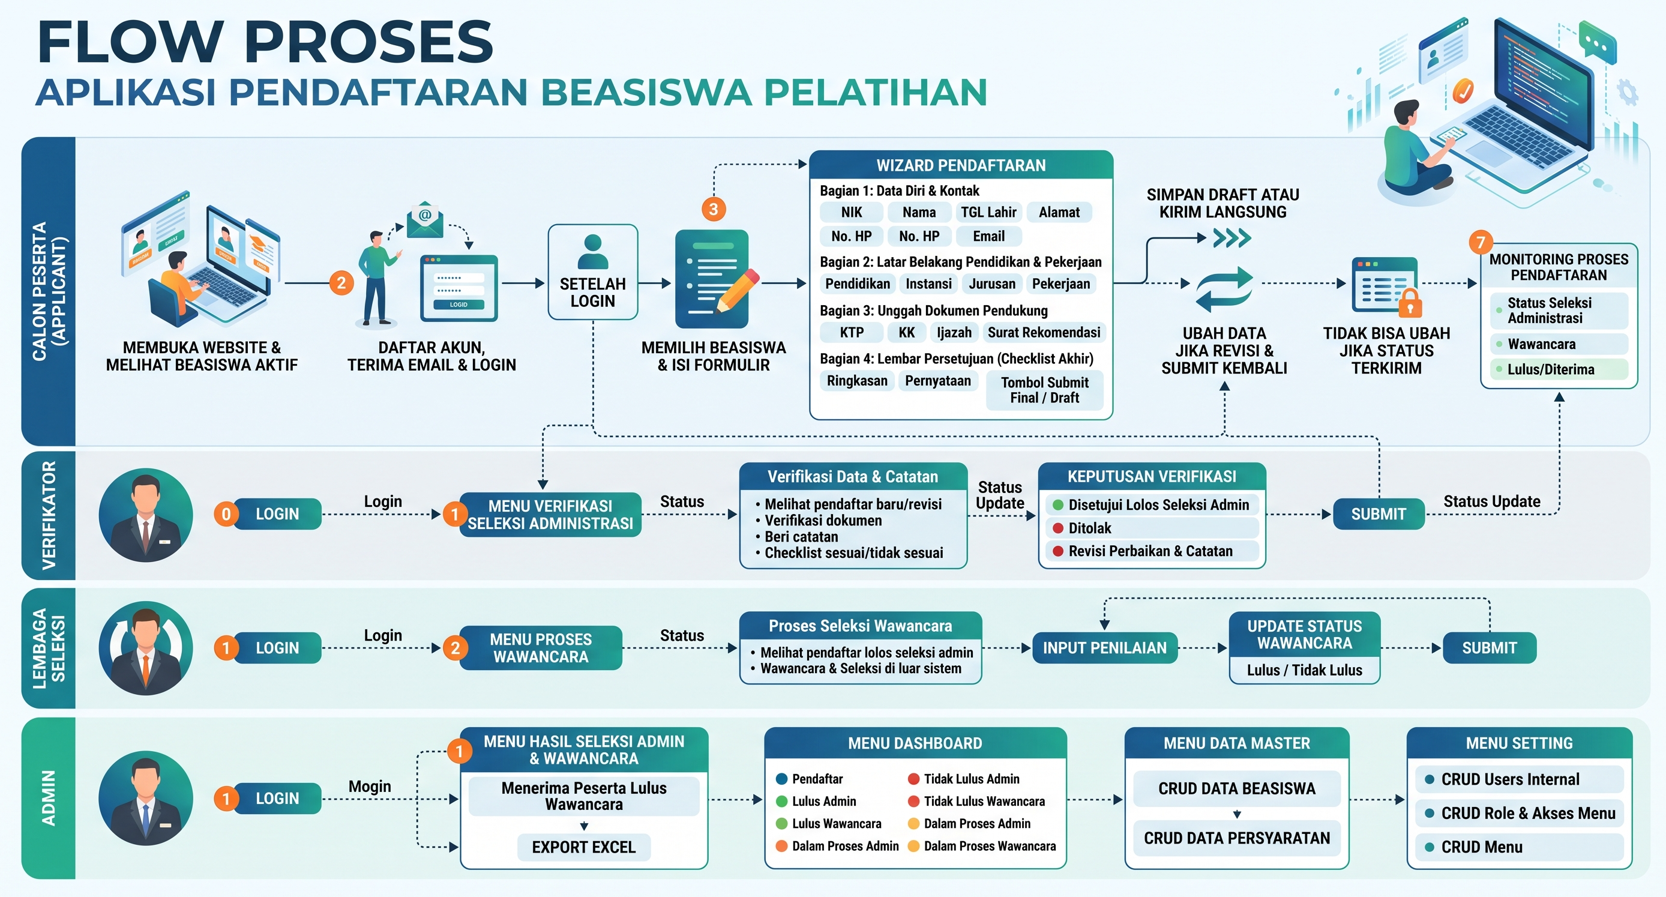 FLOW PROSES
APLIKASI PENDAFTARAN BEASISWA PELATIHAN
CALON PESERTA
(APPLICANT)
MEMBUKA WEBSITE &
MELIHAT BEASISWA AKTIF
2
@
LOGID
DAFTAR AKUN,
TERIMA EMAIL & LOGIN
SETELAH
LOGIN
3
MEMILIH BEASISWA
& ISI FORMULIR
WIZARD PENDAFTARAN
Bagian 1: Data Diri & Kontak
NIK
Nama
TGL Lahir
Alamat
No. HP
No. HP
Email
Bagian 2: Latar Belakang Pendidikan & Pekerjaan
Pendidikan
Instansi
Jurusan
Pekerjaan
Bagian 3: Unggah Dokumen Pendukung
KTP
KK
Ijazah
Surat Rekomendasi
Bagian 4: Lembar Persetujuan (Checklist Akhir)
Ringkasan
Pernyataan
Tombol Submit
Final / Draft
SIMPAN DRAFT ATAU
KIRIM LANGSUNG
UBAH DATA
JIKA REVISI &
SUBMIT KEMBALI
TIDAK BISA UBAH
JIKA STATUS
TERKIRIM
7
MONITORING PROSES
PENDAFTARAN
Status Seleksi
Administrasi
Wawancara
Lulus/Diterima
VERIFIKATOR
0
LOGIN
Login
1
MENU VERIFIKASI
SELEKSI ADMINISTRASI
Status
Verifikasi Data & Catatan
• Melihat pendaftar baru/revisi
• Verifikasi dokumen
• Beri catatan
• Checklist sesuai/tidak sesuai
Status
Update
KEPUTUSAN VERIFIKASI
Disetujui Lolos Seleksi Admin
Ditolak
Revisi Perbaikan & Catatan
SUBMIT
Status Update
LEMBAGA
SELEKSI
1
LOGIN
Login
2
MENU PROSES
WAWANCARA
Status
Proses Seleksi Wawancara
• Melihat pendaftar lolos seleksi admin
• Wawancara & Seleksi di luar sistem
INPUT PENILAIAN
UPDATE STATUS
WAWANCARA
Lulus / Tidak Lulus
SUBMIT
ADMIN
1
LOGIN
Mogin
1
MENU HASIL SELEKSI ADMIN
& WAWANCARA
Menerima Peserta Lulus
Wawancara
EXPORT EXCEL
MENU DASHBOARD
Pendaftar
Lulus Admin
Lulus Wawancara
Dalam Proses Admin
Tidak Lulus Admin
Tidak Lulus Wawancara
Dalam Proses Admin
Dalam Proses Wawancara
MENU DATA MASTER
CRUD DATA BEASISWA
CRUD DATA PERSYARATAN
MENU SETTING
CRUD Users Internal
CRUD Role & Akses Menu
CRUD Menu